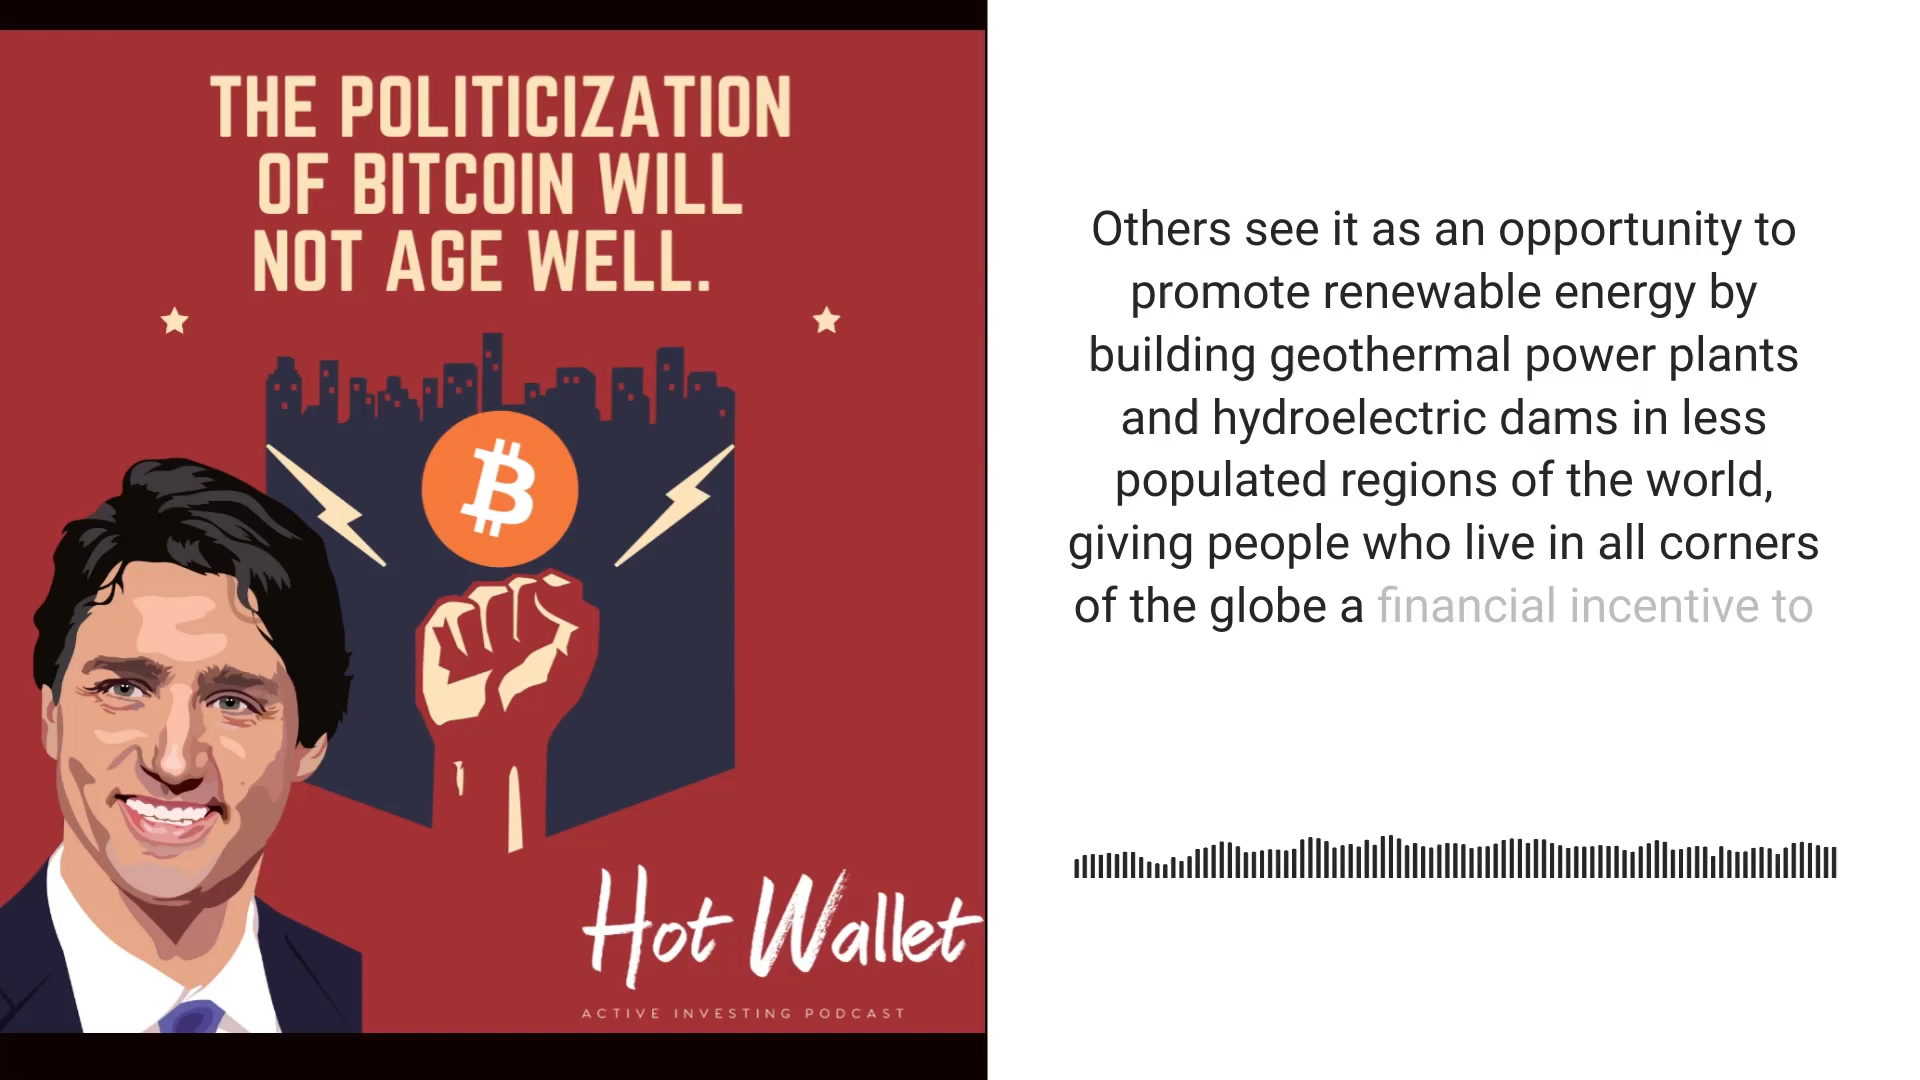 THE POLITICIZATION
OF BITCOIN WILL
NOT AGE WELL.
Hot Wallet
ACTIVE INVESTING PODCAST
Others see it as an opportunity to
promote renewable energy by
building geothermal power plants
and hydroelectric dams in less
populated regions of the world,
giving people who live in all corners
of the globe a financial incentive to